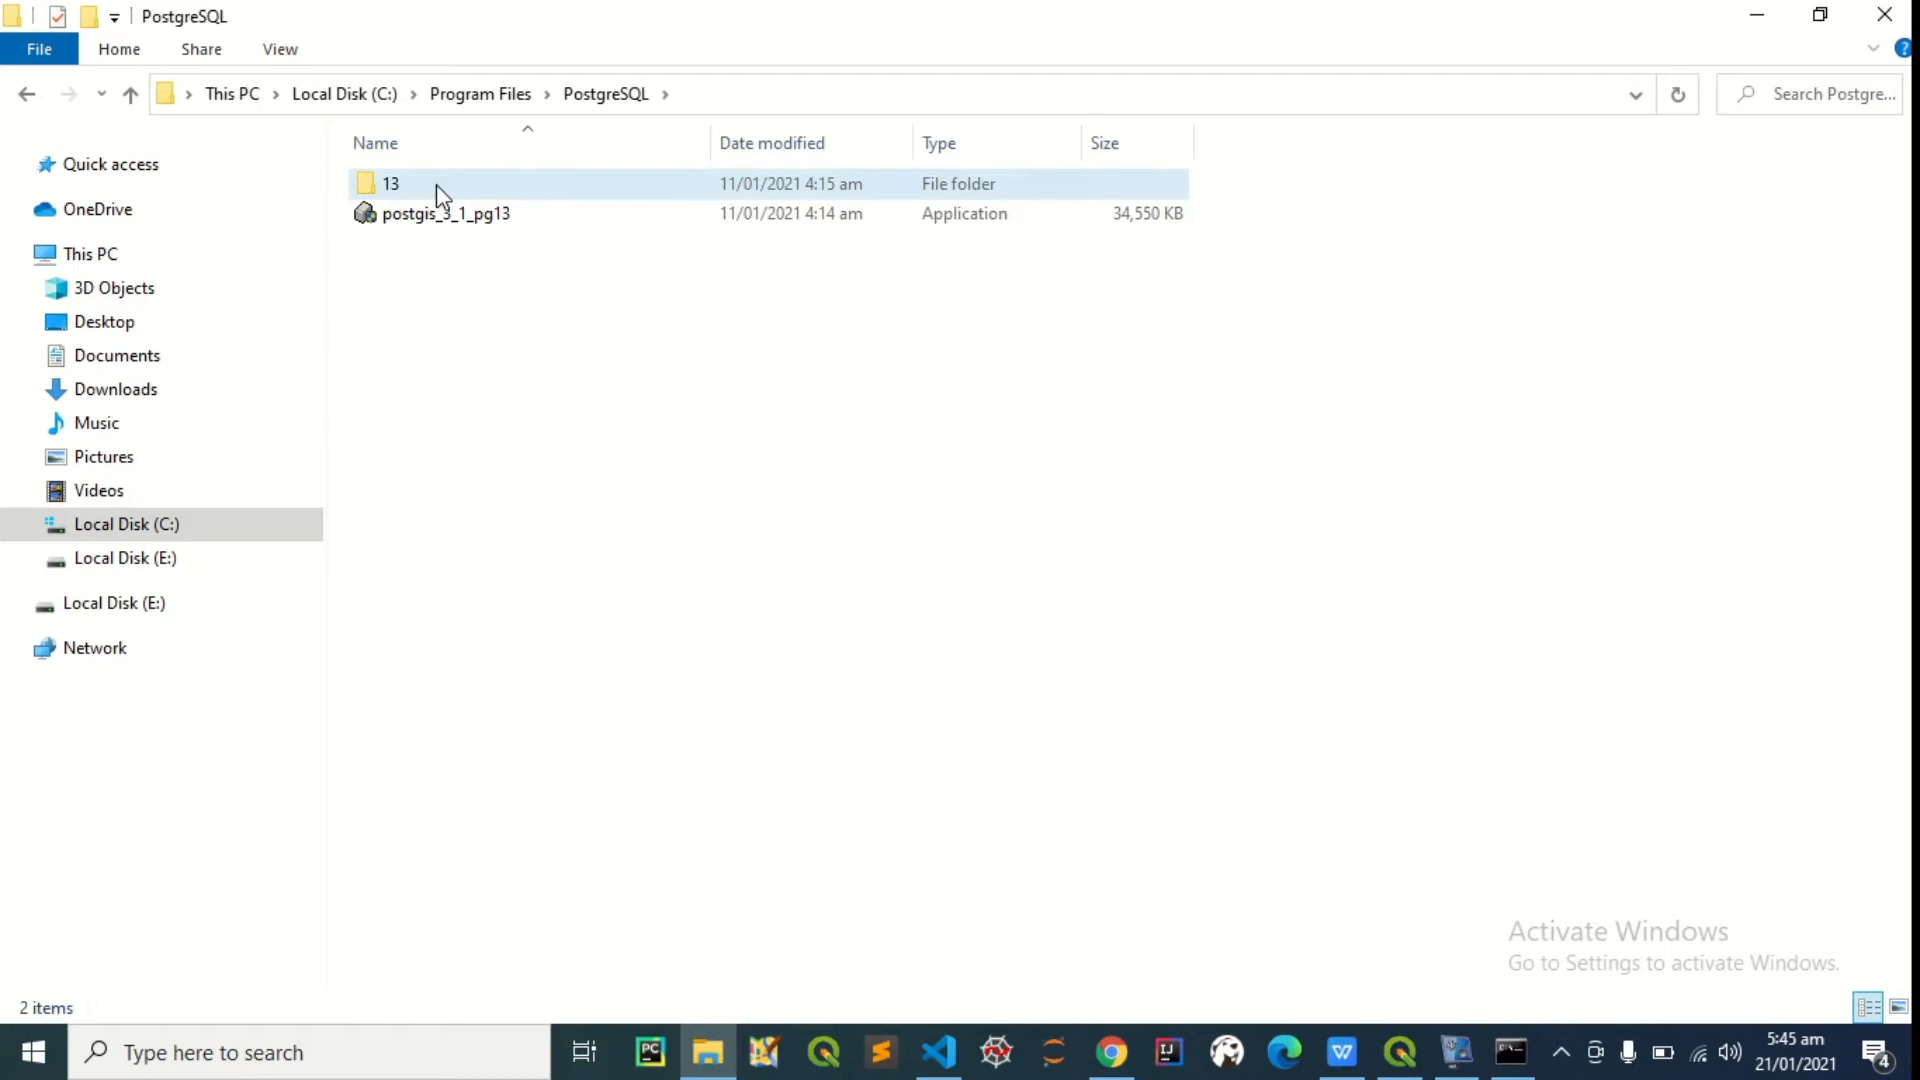 PostgreSQL
File Home Share View
This PC Local Disk (C:) Program Files PostgreSQL
Search Postgre...
Name Date modified Type Size
13 11/01/2021 4:15 am File folder
postgis_3_1_pg13 11/01/2021 4:14 am Application 34,550 KB
Quick access
OneDrive
This PC
3D Objects
Desktop
Documents
Downloads
Music
Pictures
Videos
Local Disk (C:)
Local Disk (E:)
Local Disk (E:)
Network
Activate Windows
Go to Settings to activate Windows.
2 items
Type here to search
PC
IJ
W
5:45 am
21/01/2021
4